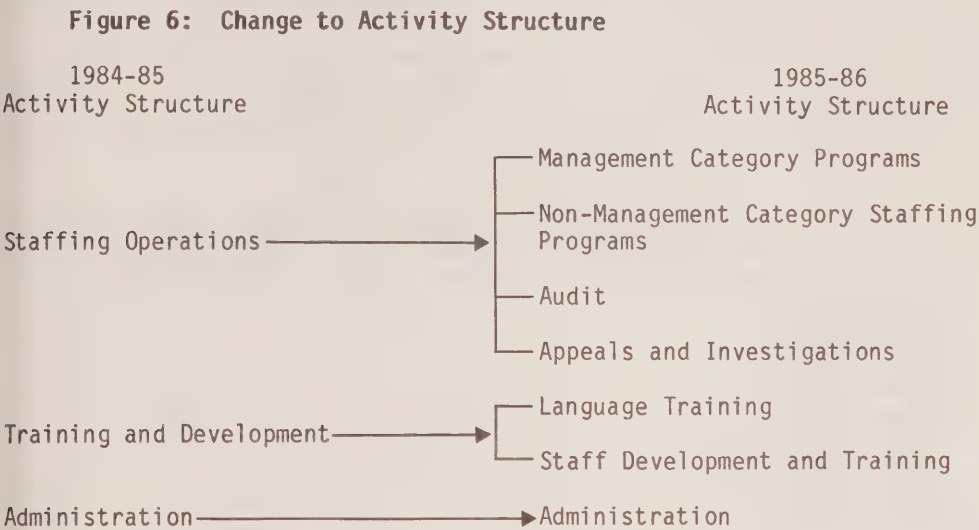 Figure 6: Change to Activity Structure
1984-85
Activity Structure
1985-86
Activity Structure
Staffing Operations
Management Category Programs
Non-Management Category Staffing
Programs
Audit
Appeals and Investigations
Training and Development
Language Training
Staff Development and Training
Administration
Administration